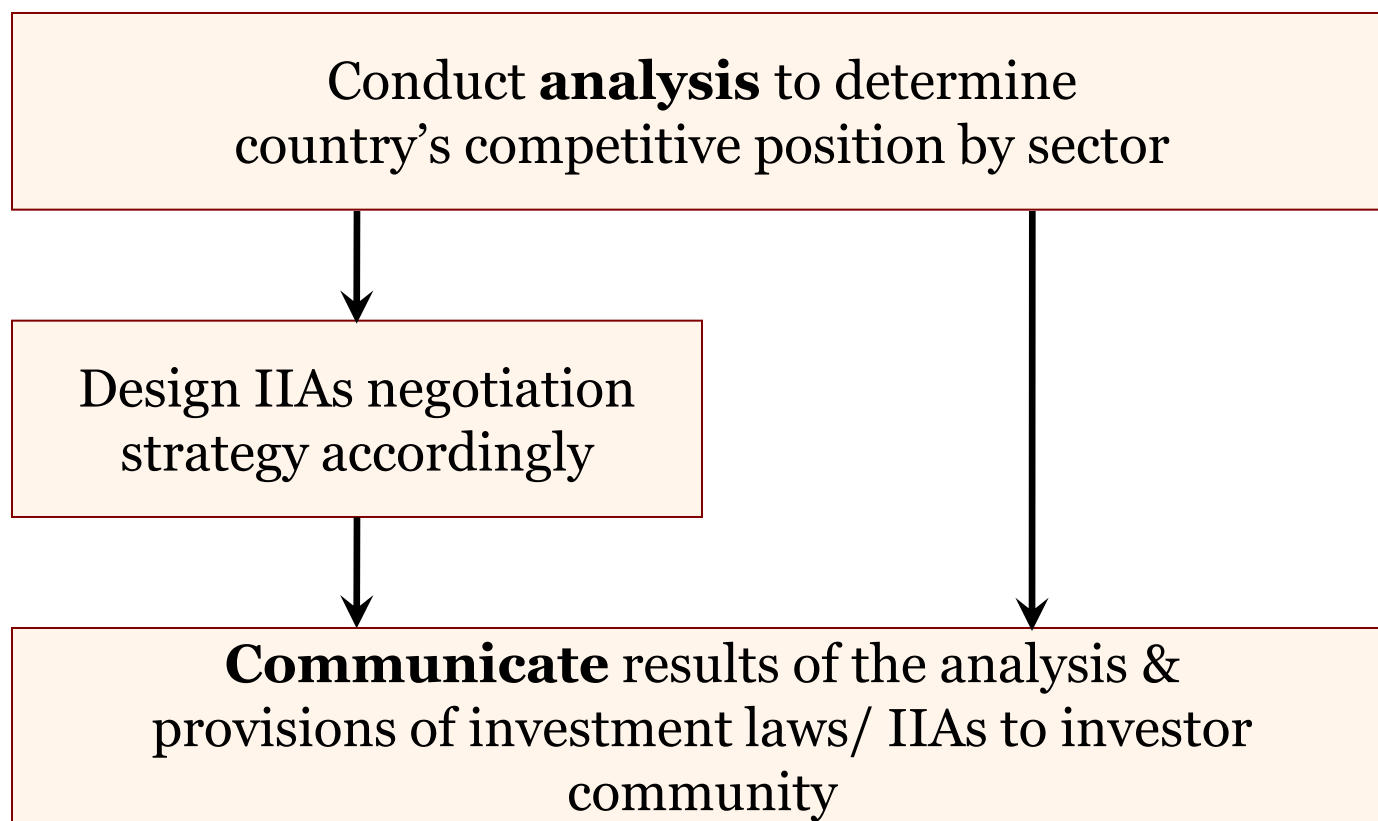 Conduct analysis to determine
country’s competitive position by sector
Design IIAs negotiation
strategy accordingly
Communicate results of the analysis &
provisions of investment laws/ IIAs to investor
community